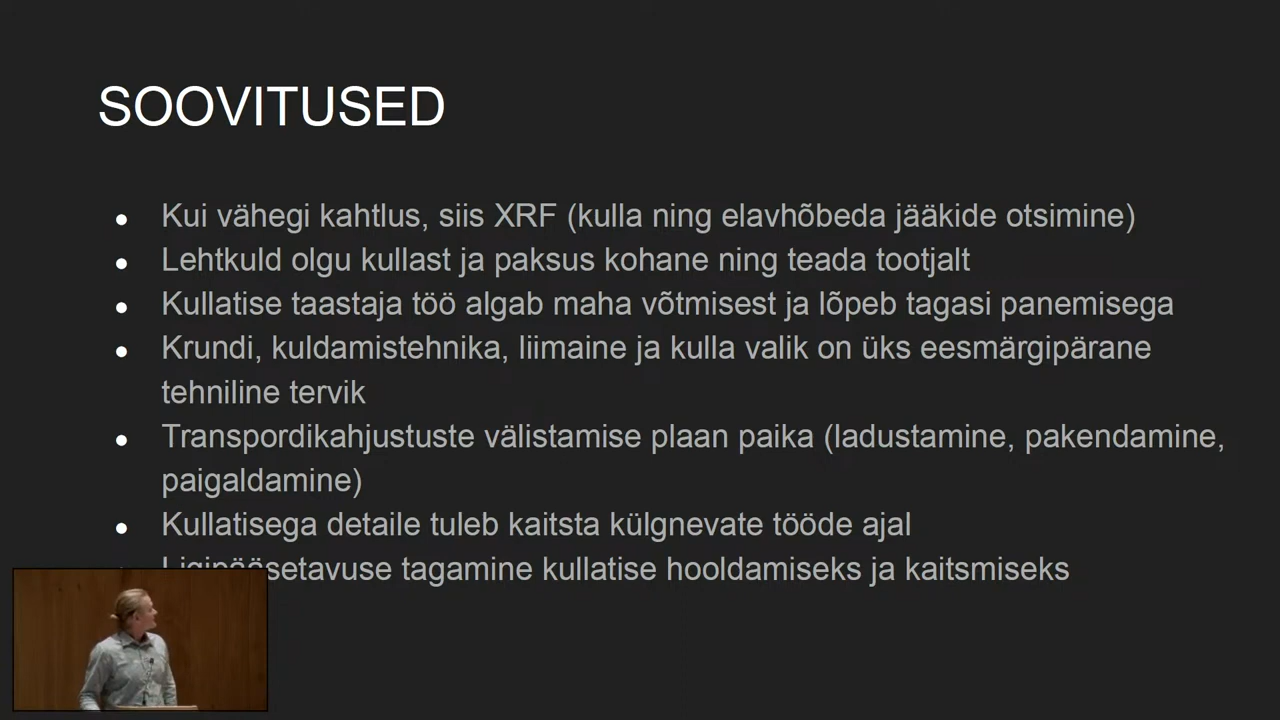 SOOVITUSED
Kui vähegi kahtlus, siis XRF (kulla ning elavhõbeda jääkide otsimine)
Lehtkuld olgu kullast ja paksus kohane ning teada tootjalt
Kullatise taastaja töö algab maha võtmisest ja lõpeb tagasi panemisega
Krundi, kuldamistehnika, liimaine ja kulla valik on üks eesmärgipärane
tehniline tervik
Transpordikahjustuste välistamise plaan paika (ladustamine, pakendamine,
paigaldamine)
Kullatisega detaile tuleb kaitsta külgnevate tööde ajal
Ligipääsetavuse tagamine kullatise hooldamiseks ja kaitsmiseks